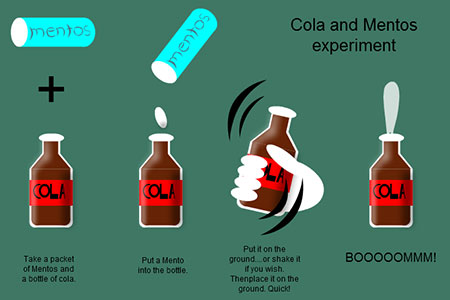 Cola and Mentos
experiment
mentos
mentos
COLA
COLA
COLA
COLA
Take a packet
of Mentos and
a bottle of cola.
Put a Mento
into the bottle.
Put it on the
ground...or shake it
if you wish.
Thenplace it on the
ground. Quick!
BOOOOOMMM!